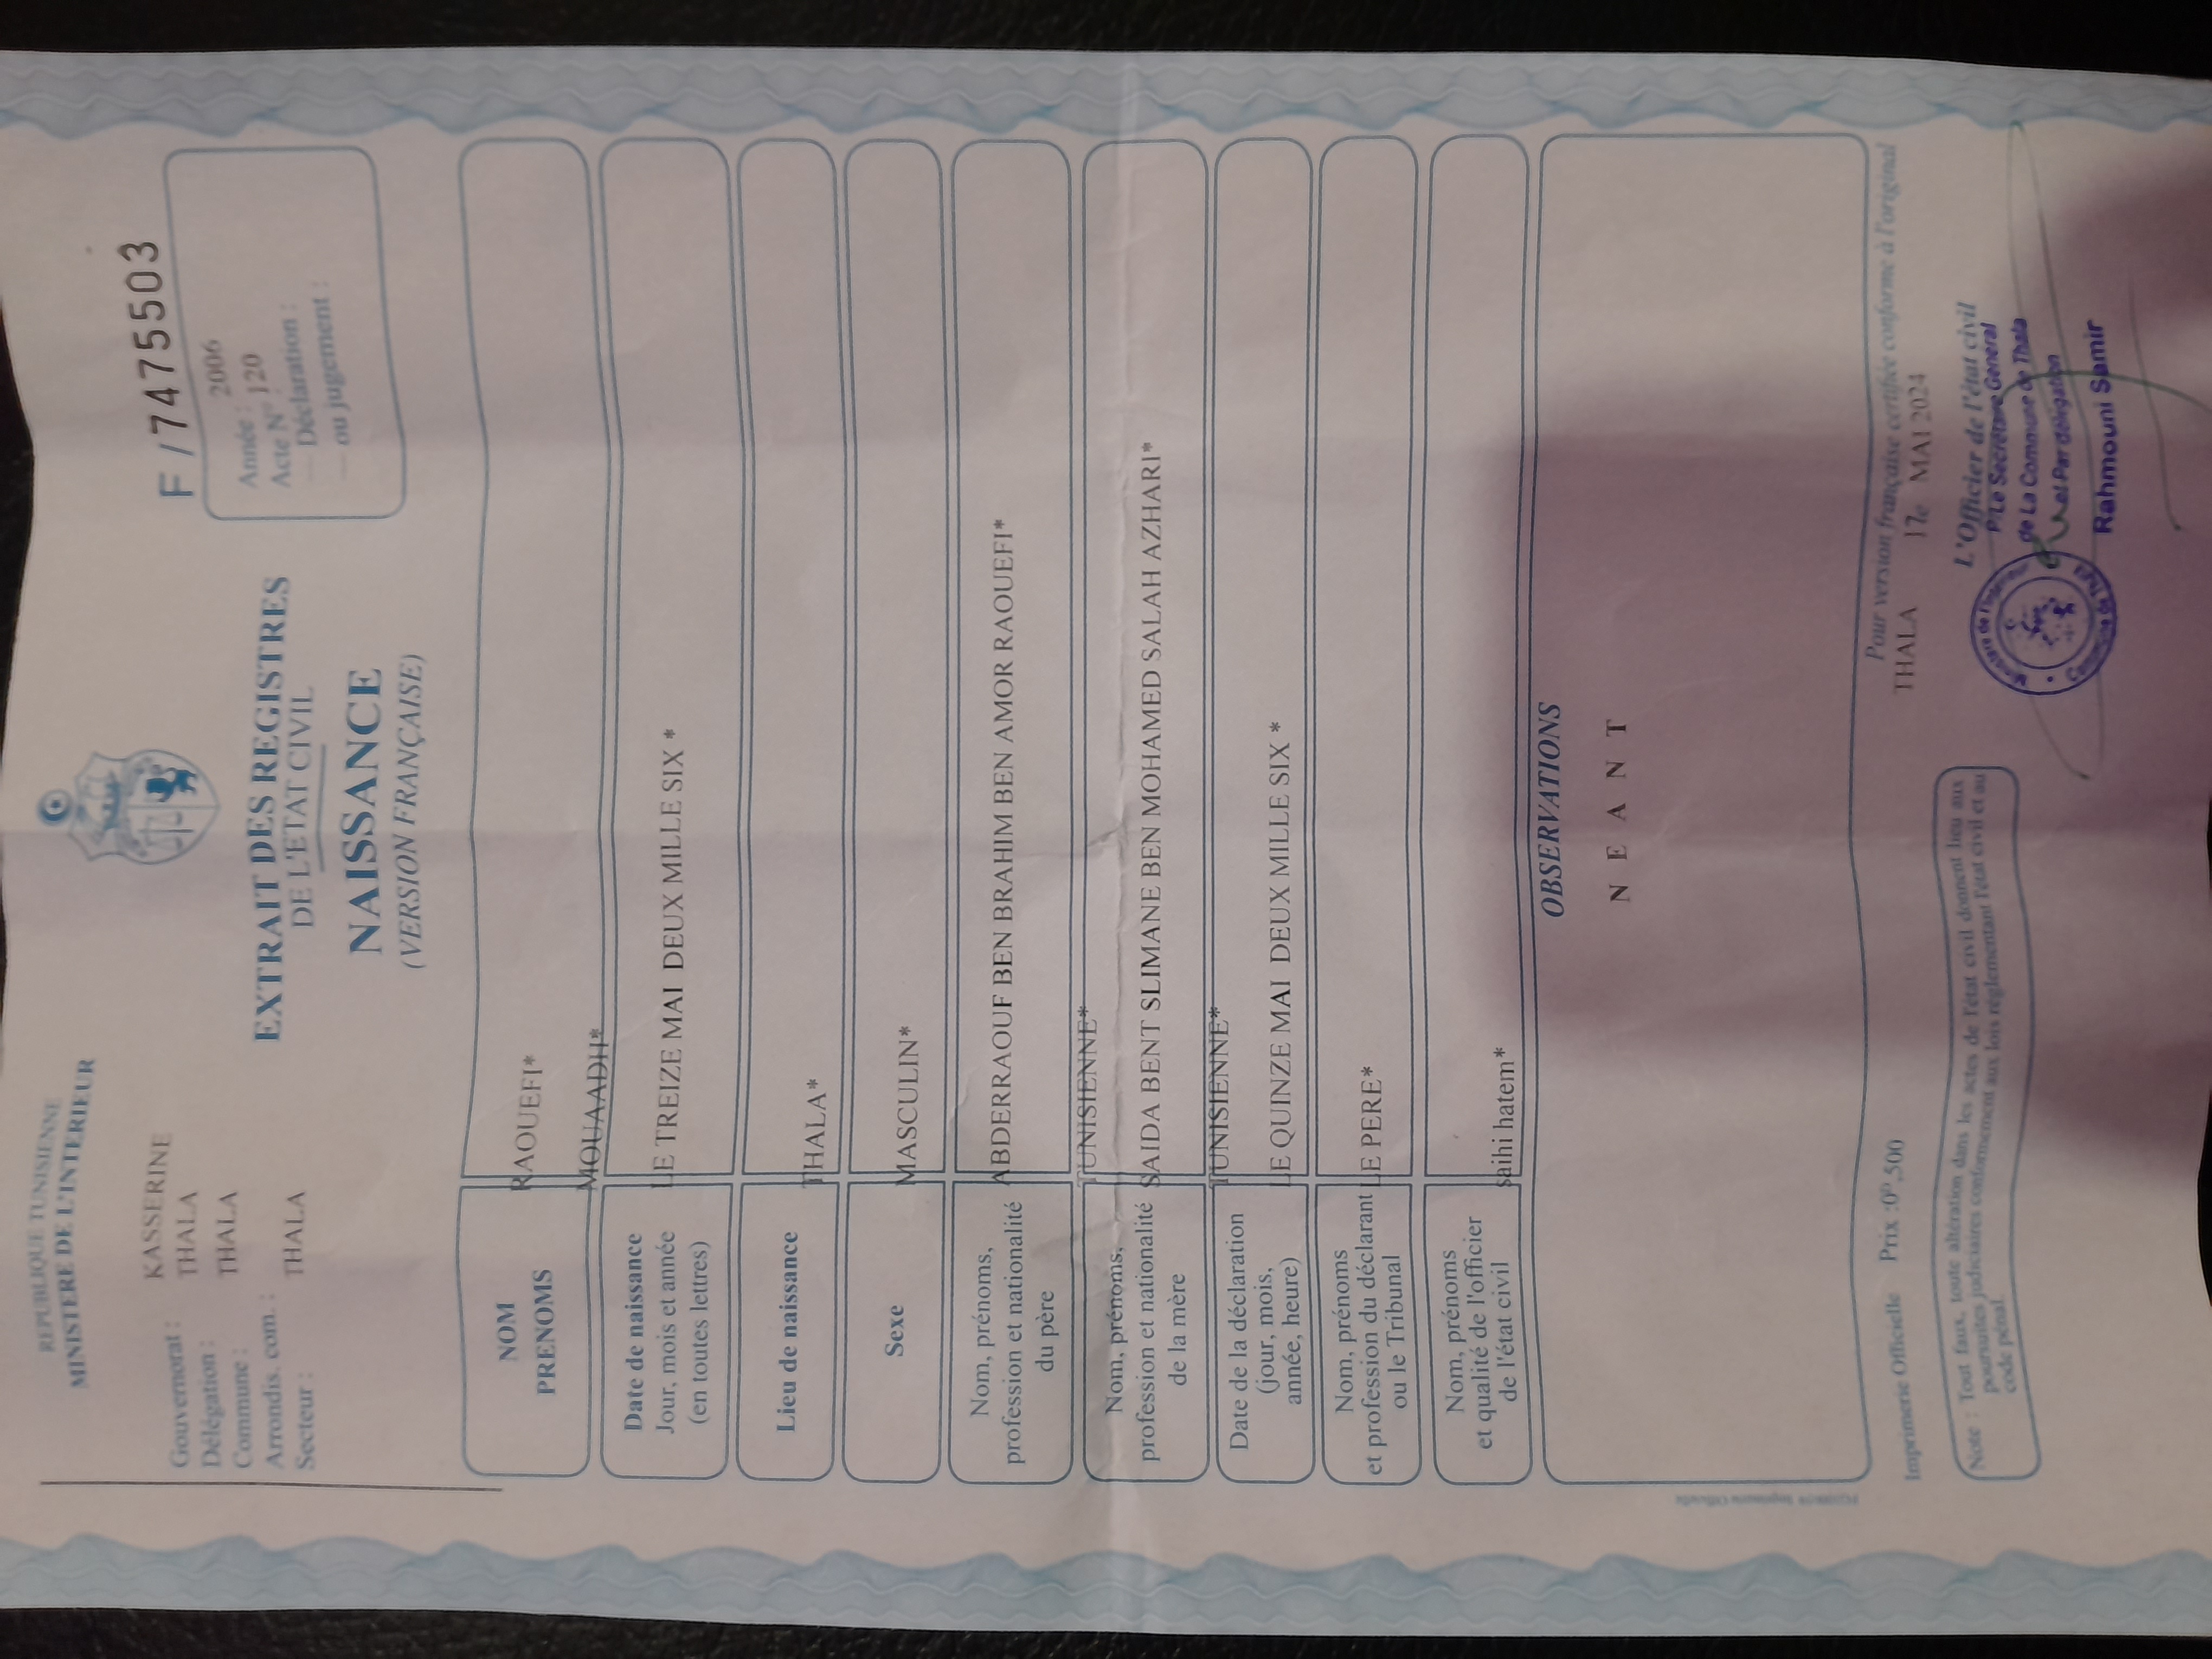 REPUBLIQUE TUNISIENNE
MINISTERE DE L'INTERIEUR
Gouvernorat : KASSERINE
Délégation : THALA
Commune : THALA
Arrondis. com. :
Secteur : THALA
F / 7475503
Année : 2006
Acte N° 120
— Déclaration :
— ou jugement :
EXTRAIT DES REGISTRES
DE L'ETAT CIVIL
NAISSANCE
(VERSION FRANÇAISE)
NOM
PRENOMS
RAOUEFI*
MOUAADH*
Date de naissance
Jour, mois et année
(en toutes lettres)
LE TREIZE MAI DEUX MILLE SIX *
Lieu de naissance
THALA*
Sexe
MASCULIN*
Nom, prénoms,
profession et nationalité
du père
ABDERRAOUF BEN BRAHIM BEN AMOR RAOUEFI*
TUNISIENNE*
Nom, prénoms,
profession et nationalité
de la mère
SAIDA BENT SLIMANE BEN MOHAMED SALAH AZHARI*
TUNISIENNE*
Date de la déclaration
(jour, mois,
année, heure)
LE QUINZE MAI DEUX MILLE SIX *
Nom, prénoms
et profession du déclarant
ou le Tribunal
LE PERE*
Nom, prénoms
et qualité de l'officier
de l'état civil
saihi hatem*
OBSERVATIONS
N E A N T
Pour version française certifiée conforme à l'original
THALA 17e MAI 2024
Imprimerie Officielle Prix :0ᴰ,500
L'Officier de l'état civil
P/Le Secrétaire Général
de La Commune de Thala
et Par délégation
Rahmouni Samir
Note : Tout faux, toute altération dans les actes de l'état civil donnent lieu aux
poursuites judiciaires conformément aux lois réglementant l'état civil et au
code pénal.